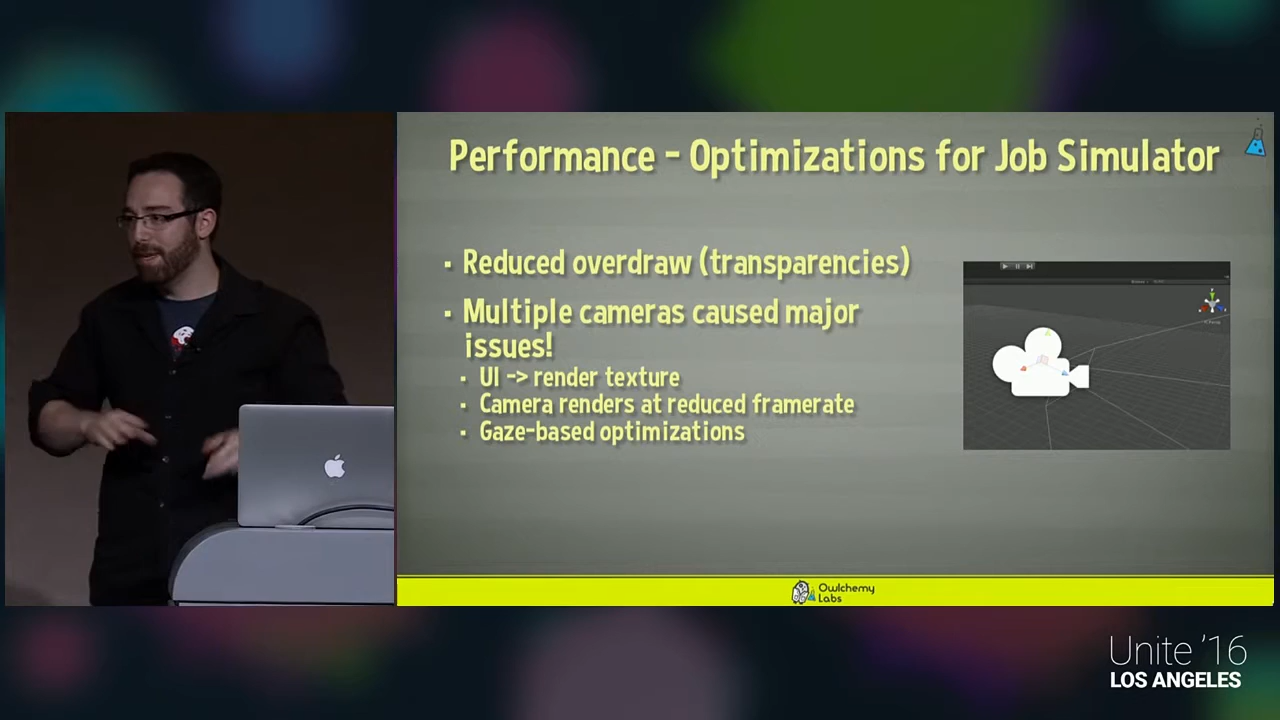 Performance - Optimizations for Job Simulator
▪ Reduced overdraw (transparencies)
▪ Multiple cameras caused major
issues!
▪ UI -> render texture
▪ Camera renders at reduced framerate
▪ Gaze-based optimizations
Owlchemy
Labs
Unite '16
LOS ANGELES